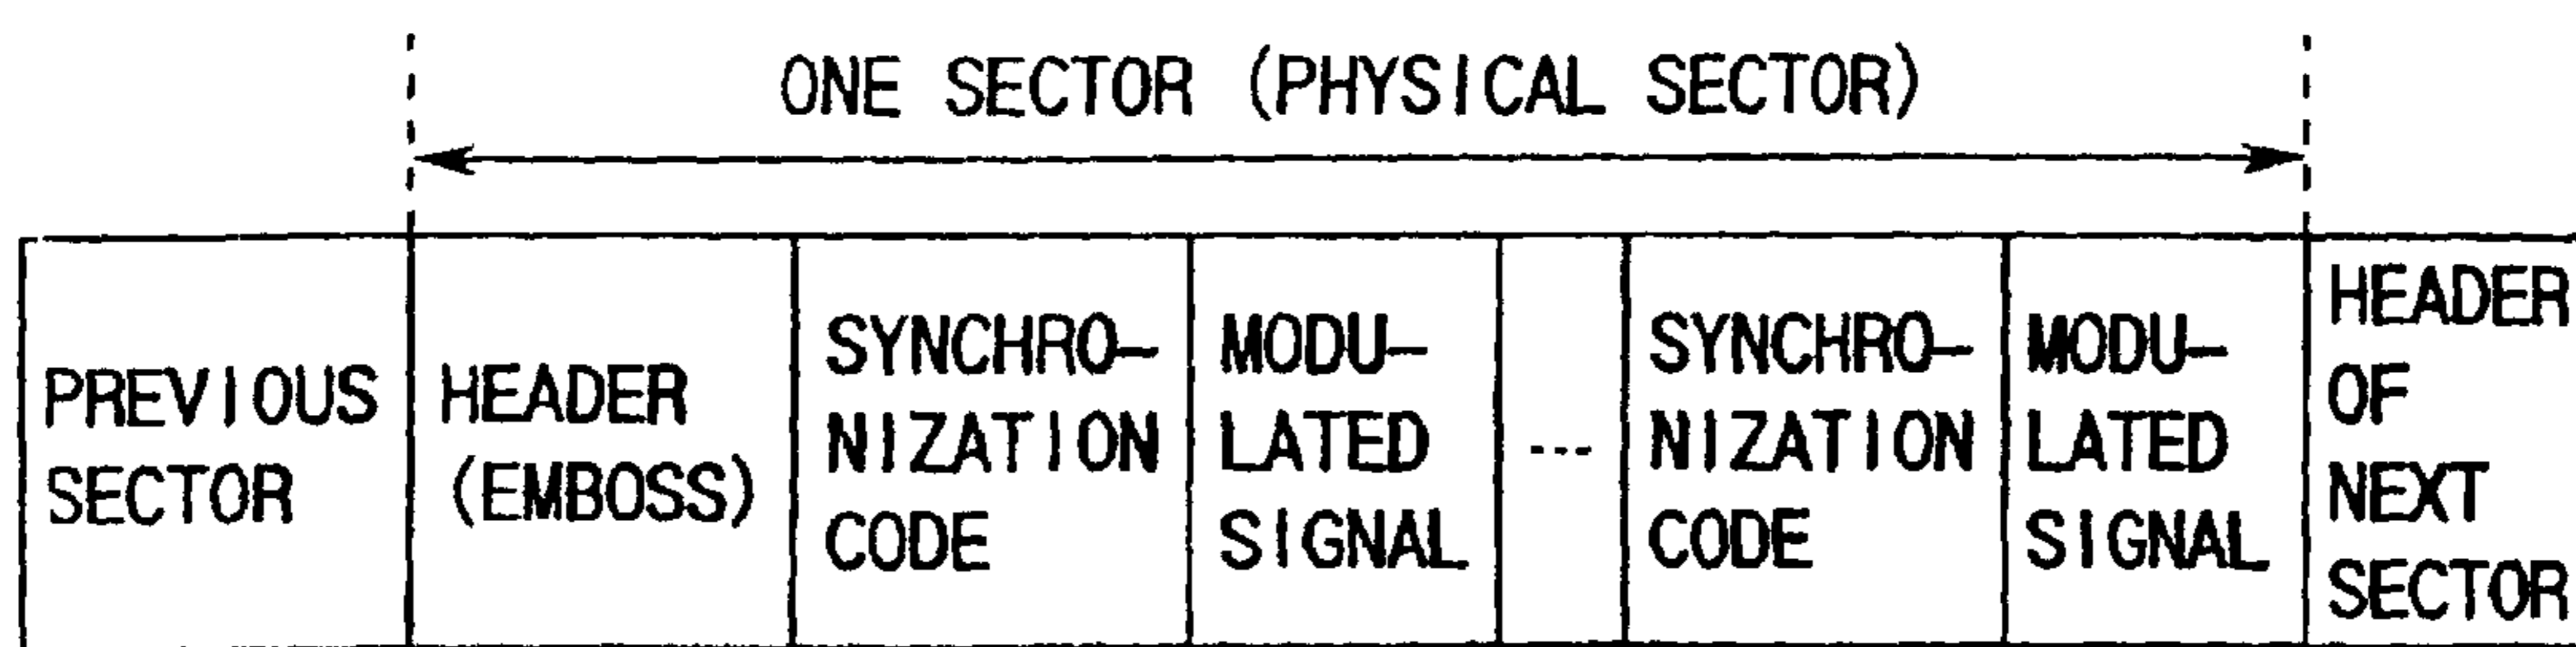 ONE SECTOR (PHYSICAL SECTOR)
PREVIOUS
SECTOR
HEADER
(EMBOSS)
SYNCHRO-
NIZATION
CODE
MODU-
LATED
SIGNAL
---
SYNCHRO-
NIZATION
CODE
MODU-
LATED
SIGNAL
HEADER
OF
NEXT
SECTOR